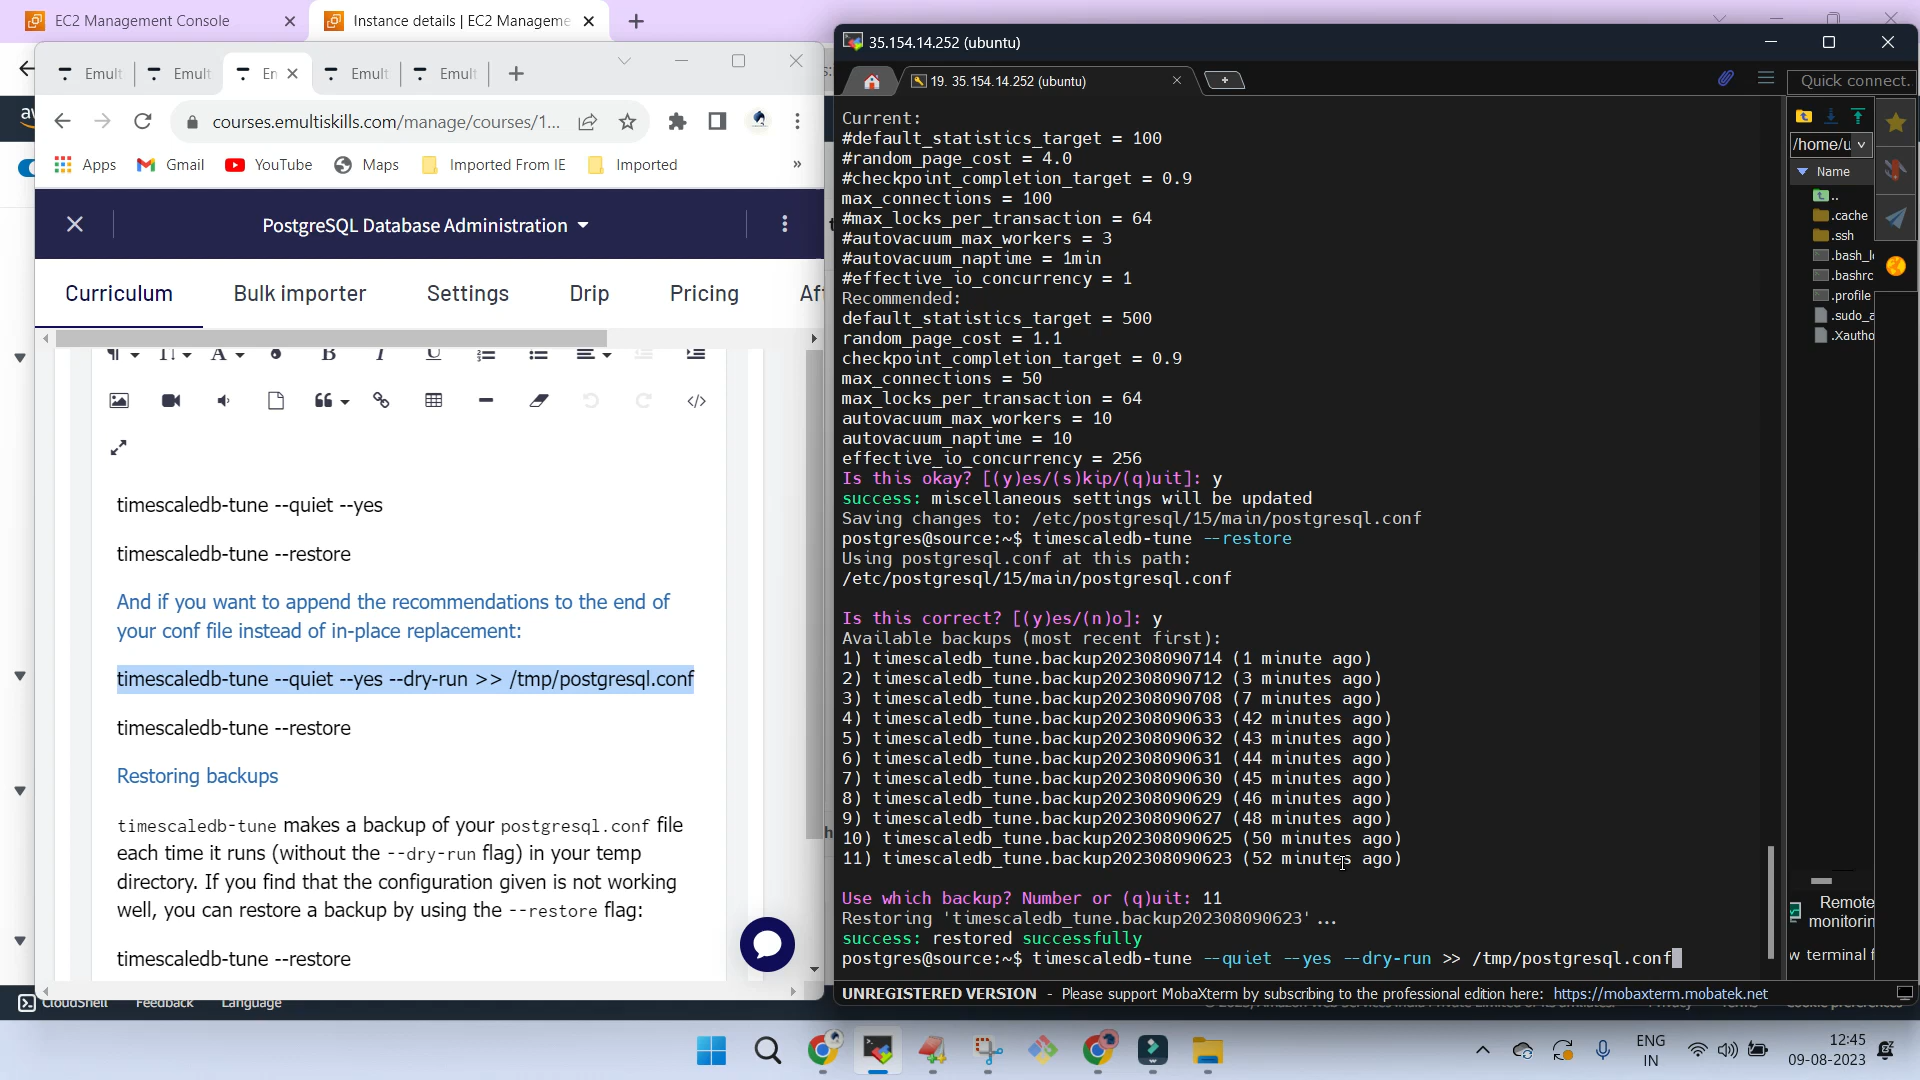 EC2 Management Console
Instance details | EC2 Manageme
35.154.14.252 (ubuntu)
Emult
Emult
En
Emult
Emult
19. 35.154.14.252 (ubuntu)
Quick connect.
courses.emultiskills.com/manage/courses/1...
Apps
Gmail
YouTube
Maps
Imported From IE
Imported
»
PostgreSQL Database Administration
Curriculum
Bulk importer
Settings
Drip
Pricing
Af
timescaledb-tune --quiet --yes
timescaledb-tune --restore
And if you want to append the recommendations to the end of
your conf file instead of in-place replacement:
timescaledb-tune --quiet --yes --dry-run >> /tmp/postgresql.conf
timescaledb-tune --restore
Restoring backups
timescaledb-tune makes a backup of your postgresql.conf file
each time it runs (without the --dry-run flag) in your temp
directory. If you find that the configuration given is not working
well, you can restore a backup by using the --restore flag:
timescaledb-tune --restore
CloudShell
Feedback
Language
Current:
#default_statistics_target = 100
#random_page_cost = 4.0
#checkpoint_completion_target = 0.9
max_connections = 100
#max_locks_per_transaction = 64
#autovacuum_max_workers = 3
#autovacuum_naptime = 1min
#effective_io_concurrency = 1
Recommended:
default_statistics_target = 500
random_page_cost = 1.1
checkpoint_completion_target = 0.9
max_connections = 50
max_locks_per_transaction = 64
autovacuum_max_workers = 10
autovacuum_naptime = 10
effective_io_concurrency = 256
Is this okay? [(y)es/(s)kip/(q)uit]: y
success: miscellaneous settings will be updated
Saving changes to: /etc/postgresql/15/main/postgresql.conf
postgres@source:~$ timescaledb-tune --restore
Using postgresql.conf at this path:
/etc/postgresql/15/main/postgresql.conf
Is this correct? [(y)es/(n)o]: y
Available backups (most recent first):
1) timescaledb_tune.backup202308090714 (1 minute ago)
2) timescaledb_tune.backup202308090712 (3 minutes ago)
3) timescaledb_tune.backup202308090708 (7 minutes ago)
4) timescaledb_tune.backup202308090633 (42 minutes ago)
5) timescaledb_tune.backup202308090632 (43 minutes ago)
6) timescaledb_tune.backup202308090631 (44 minutes ago)
7) timescaledb_tune.backup202308090630 (45 minutes ago)
8) timescaledb_tune.backup202308090629 (46 minutes ago)
9) timescaledb_tune.backup202308090627 (48 minutes ago)
10) timescaledb_tune.backup202308090625 (50 minutes ago)
11) timescaledb_tune.backup202308090623 (52 minutes ago)
Use which backup? Number or (q)uit: 11
Restoring 'timescaledb_tune.backup202308090623'...
success: restored successfully
postgres@source:~$ timescaledb-tune --quiet --yes --dry-run >> /tmp/postgresql.conf
UNREGISTERED VERSION - Please support MobaXterm by subscribing to the professional edition here: https://mobaxterm.mobatek.net
/home/u
Name
..
.cache
.ssh
.bash_l
.bashrc
.profile
.sudo_a
.Xautho
Remote
monitorin
w terminal f
ENG
IN
12:45
09-08-2023